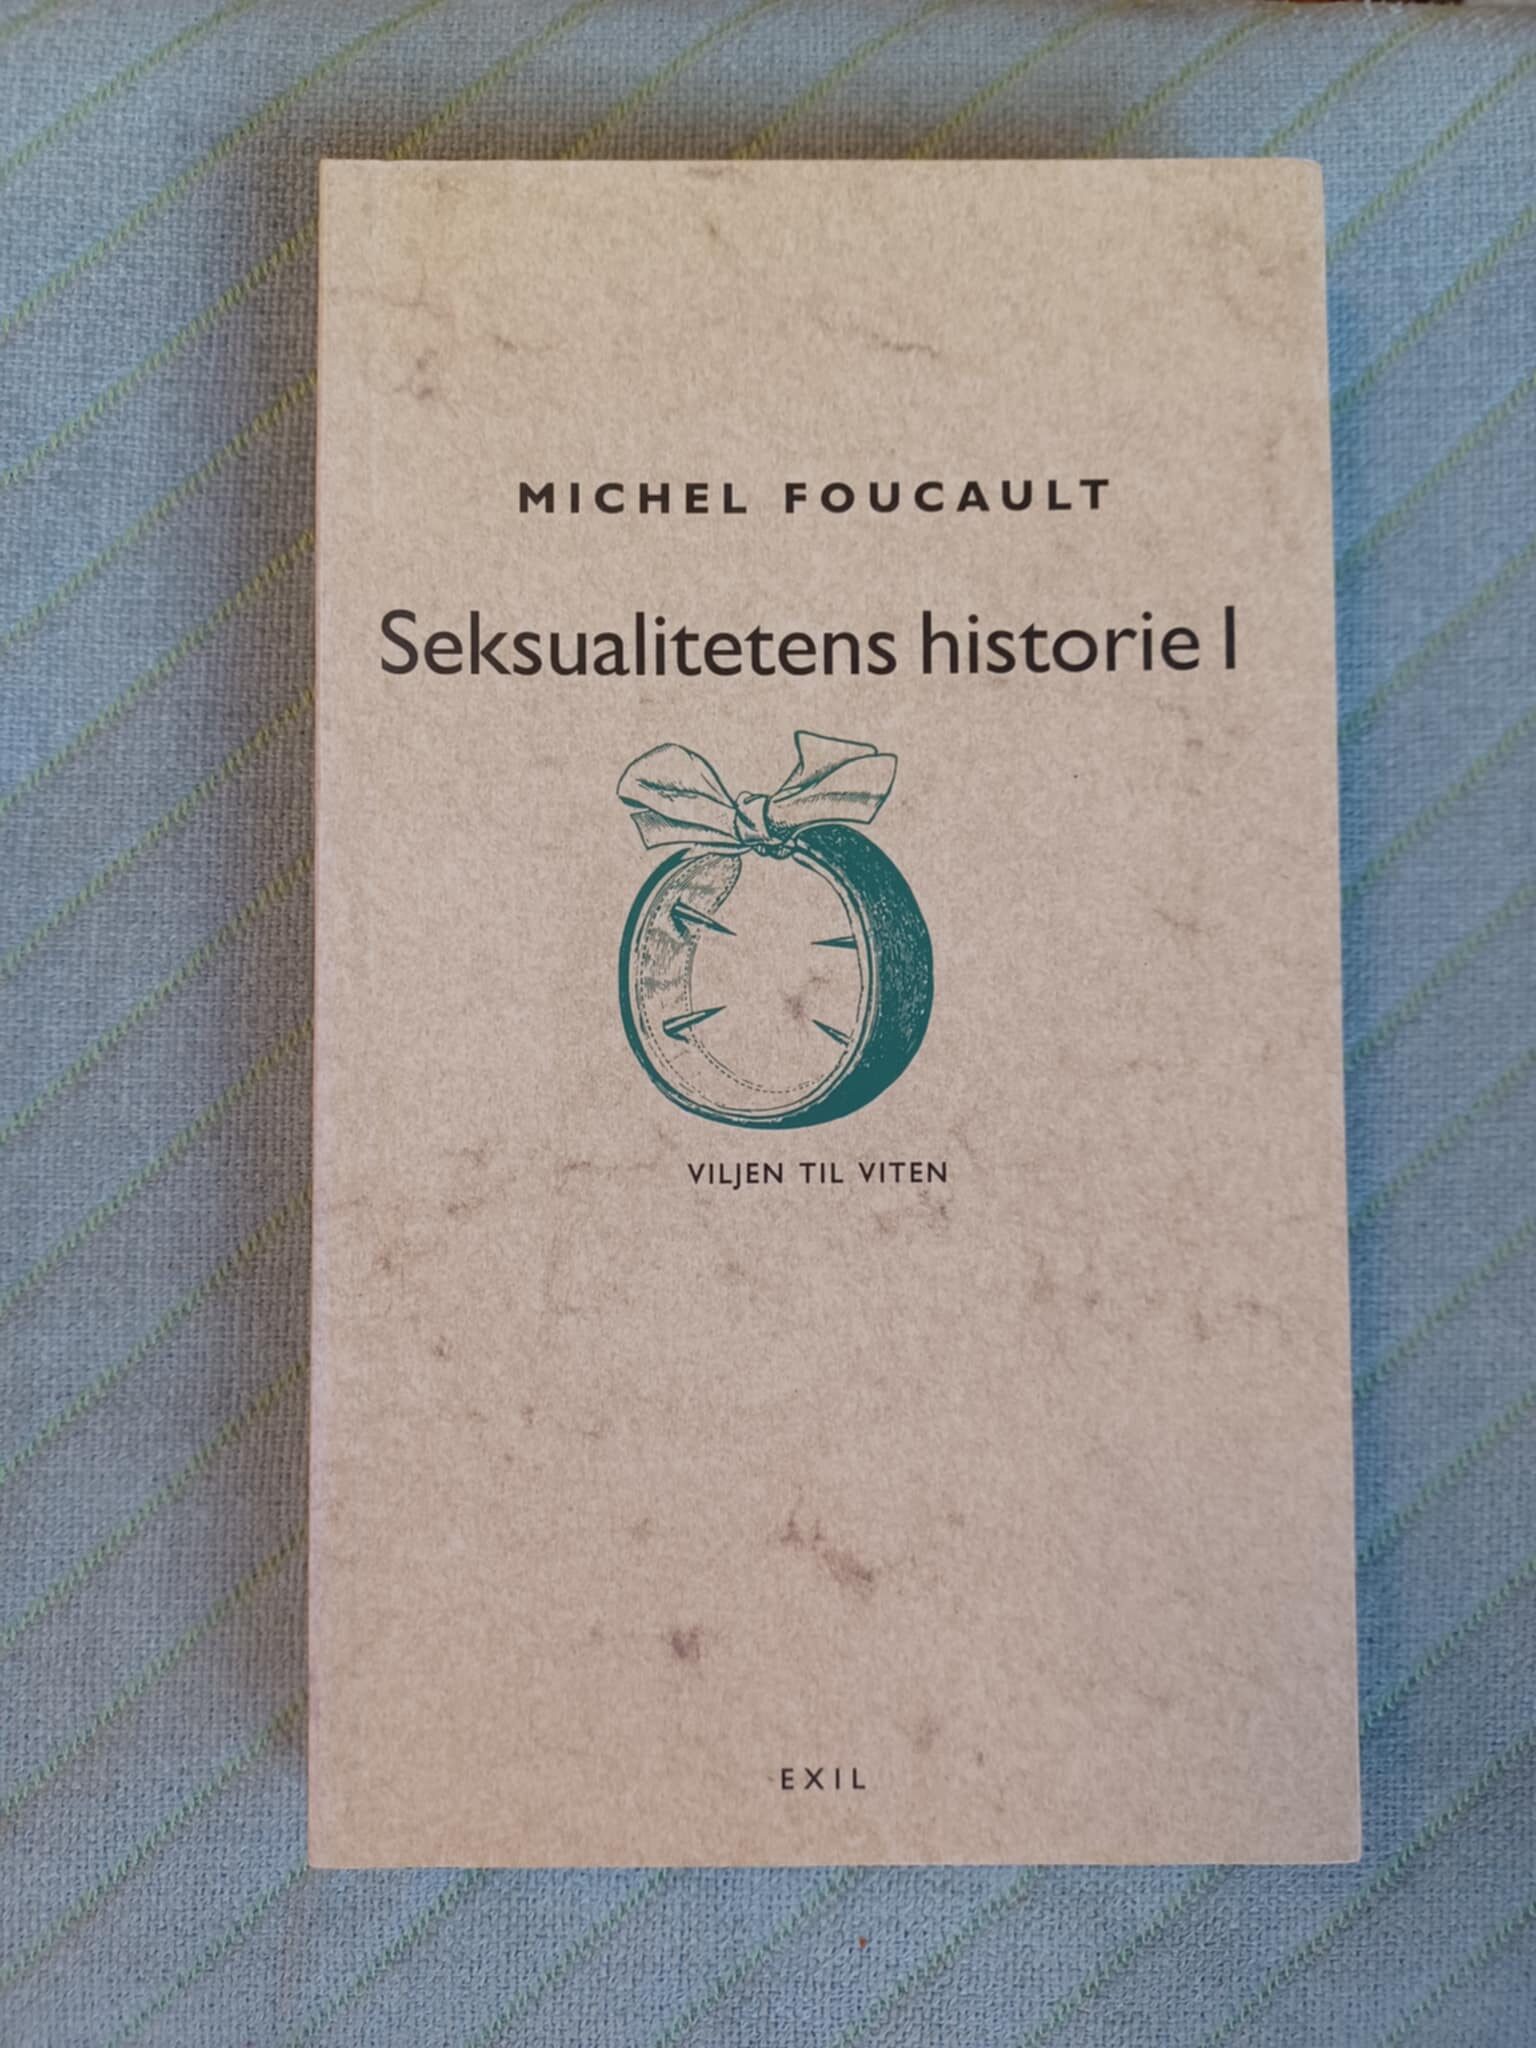 MICHEL FOUCAULT
Seksualitetens historie I
VILJEN TIL VITEN
EXIL